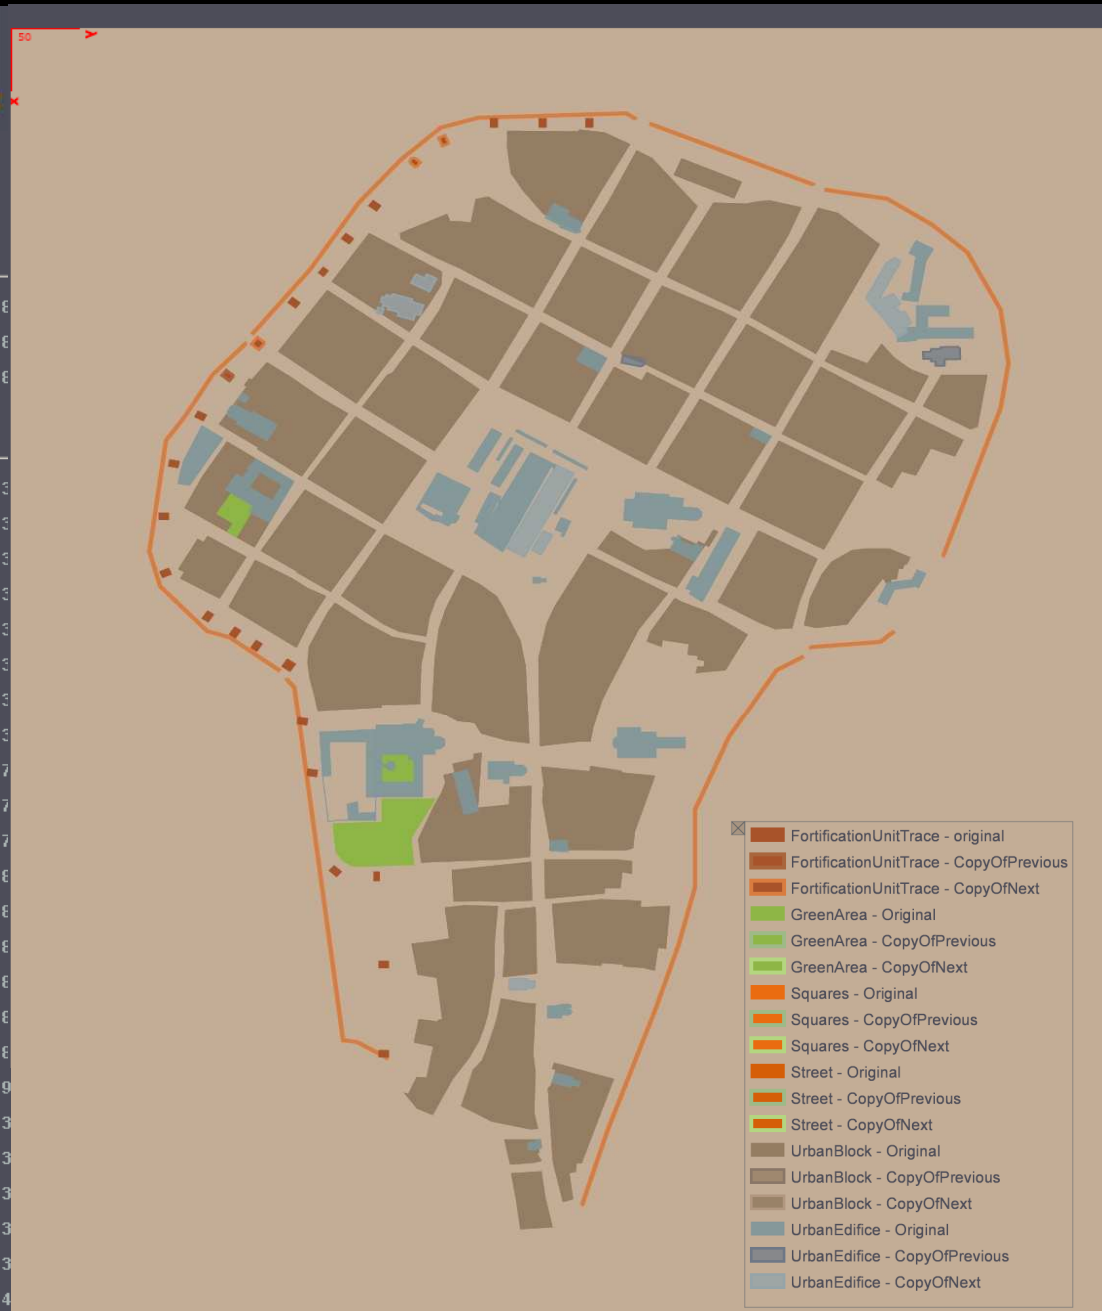 50
Y
X
FortificationUnitTrace - original
FortificationUnitTrace - CopyOfPrevious
FortificationUnitTrace - CopyOfNext
GreenArea - Original
GreenArea - CopyOfPrevious
GreenArea - CopyOfNext
Squares - Original
Squares - CopyOfPrevious
Squares - CopyOfNext
Street - Original
Street - CopyOfPrevious
Street - CopyOfNext
UrbanBlock - Original
UrbanBlock - CopyOfPrevious
UrbanBlock - CopyOfNext
UrbanEdifice - Original
UrbanEdifice - CopyOfPrevious
UrbanEdifice - CopyOfNext